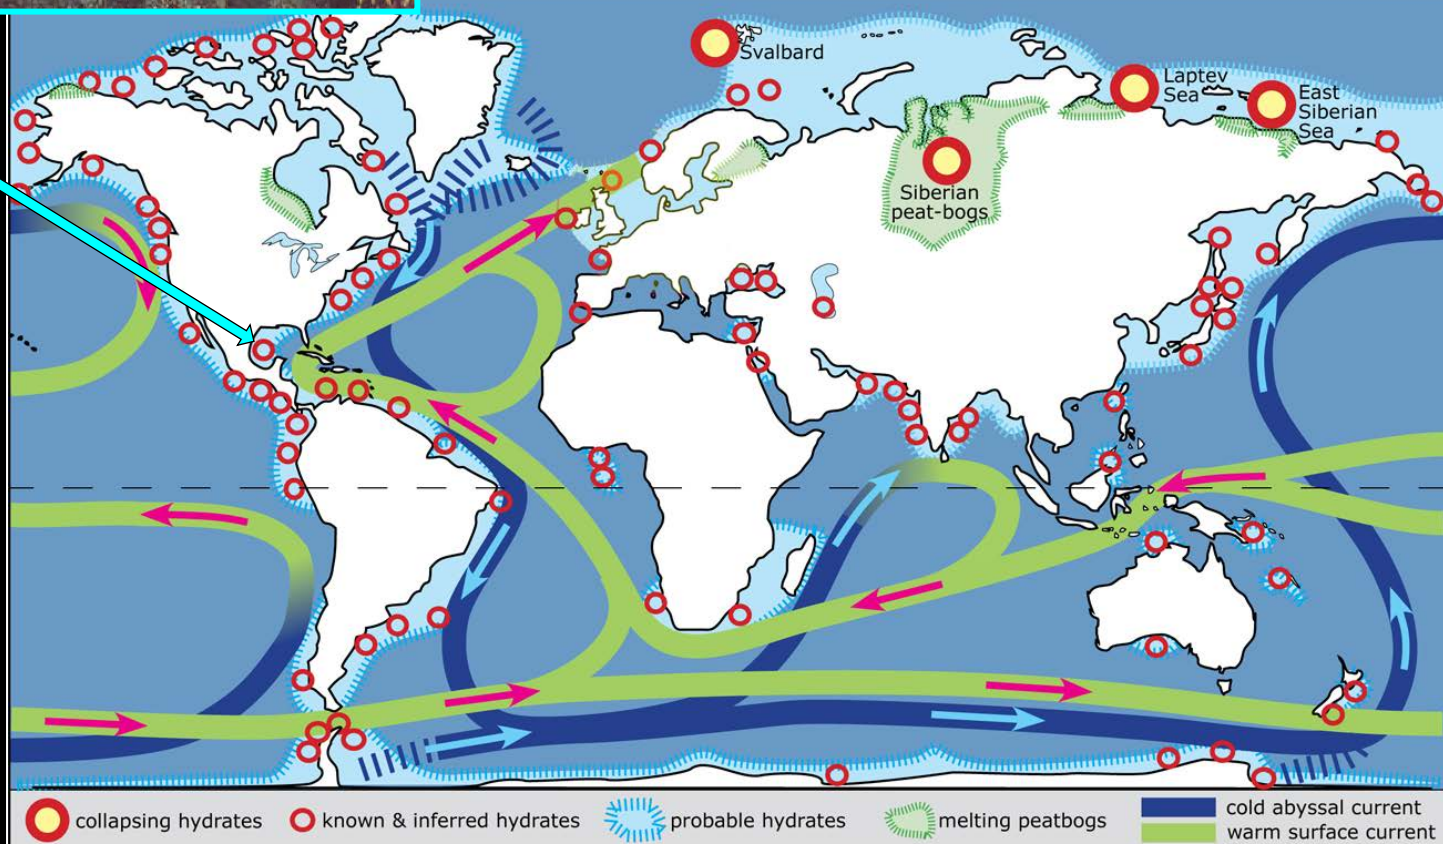 Svalbard
Laptev
Sea
East
Siberian
Sea
Siberian
peat-bogs
collapsing hydrates
known & inferred hydrates
probable hydrates
melting peatbogs
cold abyssal current
warm surface current